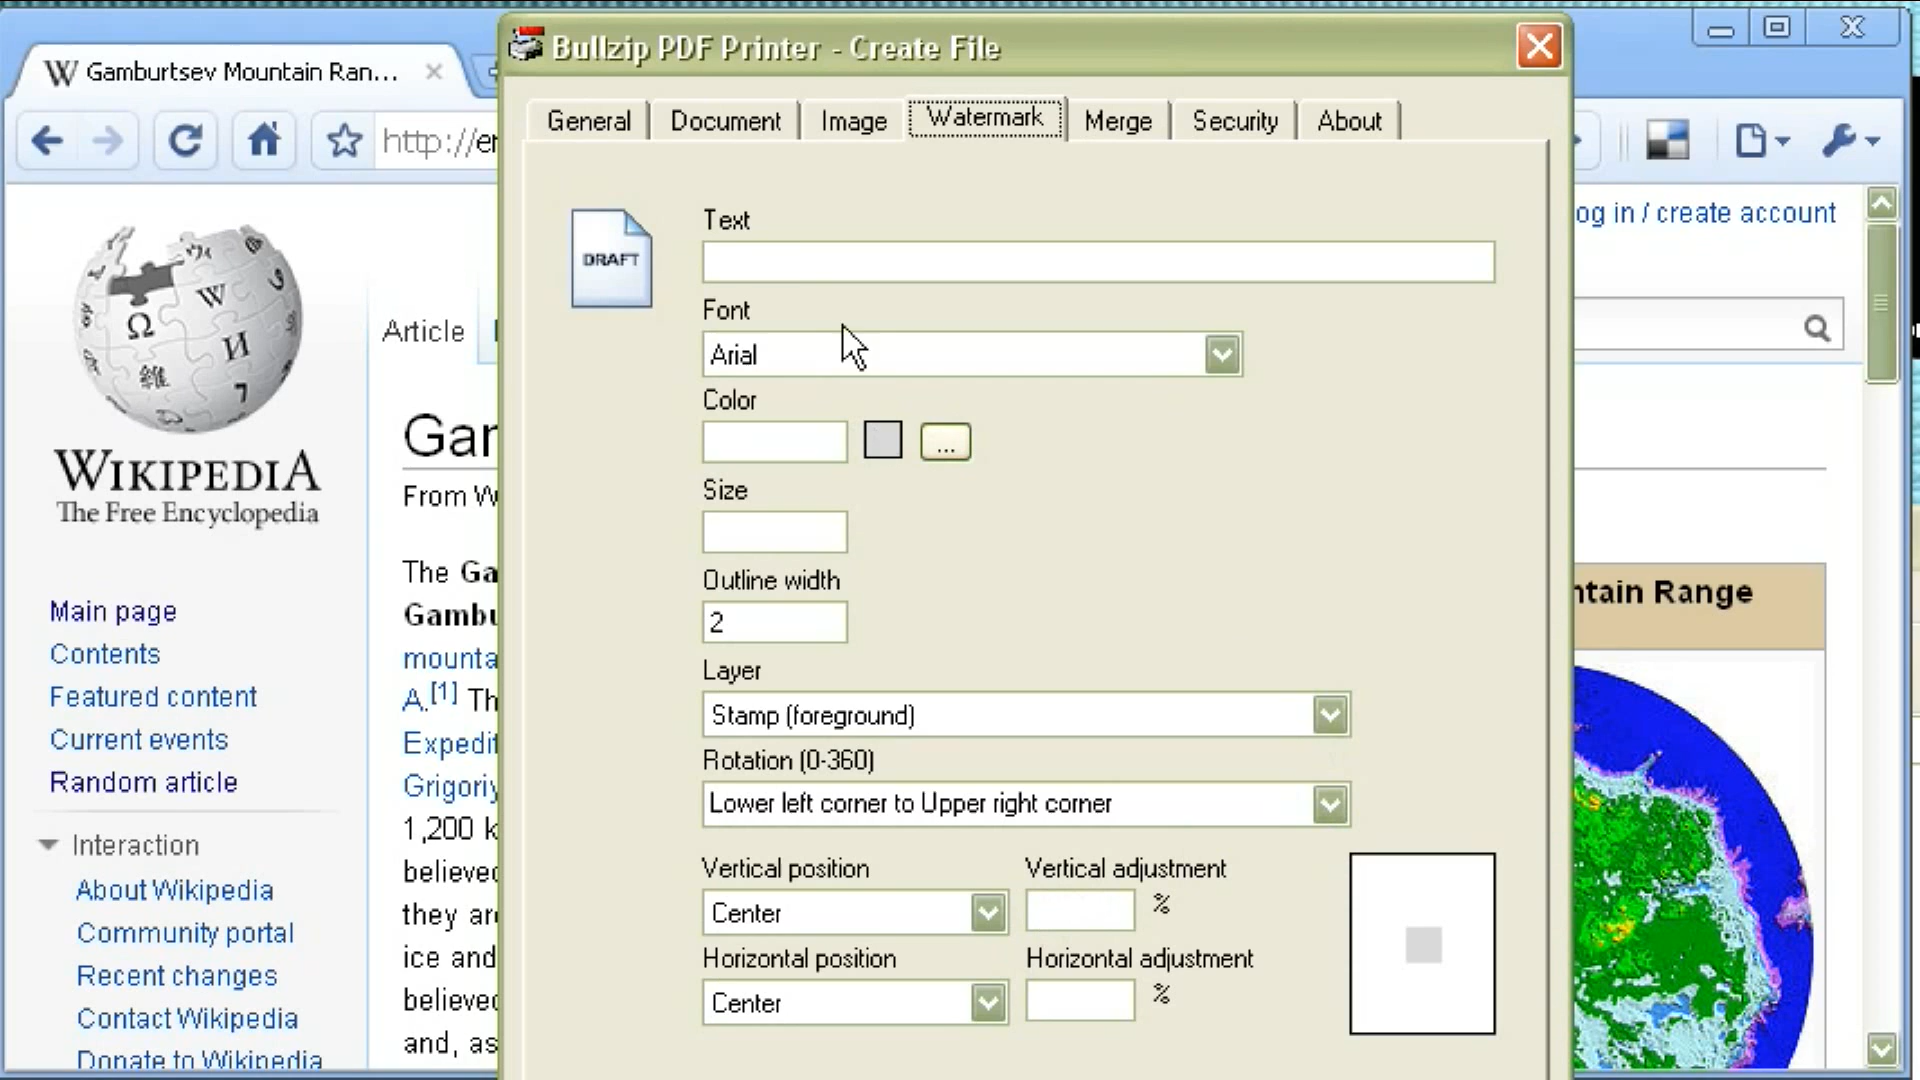 Bullzip PDF Printer - Create File
W Gamburtsev Mountain Ran...
General Document Image Watermark Merge Security About
http://en
og in / create account
DRAFT
Text
Font
Arial
Color
...
Size
Outline width
2
Layer
Stamp (foreground)
Rotation (0-360)
Lower left corner to Upper right corner
Vertical position Vertical adjustment
Center %
Horizontal position Horizontal adjustment
Center %
Ω W И 維 7
WIKIPEDIA
The Free Encyclopedia
Main page
Contents
Featured content
Current events
Random article
Interaction
About Wikipedia
Community portal
Recent changes
Contact Wikipedia
Donate to Wikipedia
Article
Gam
From W
The Ga
Gambu
mounta
A.[1] Th
Expedit
Grigoriy
1,200 k
believed
they are
ice and
believed
and, as
ntain Range